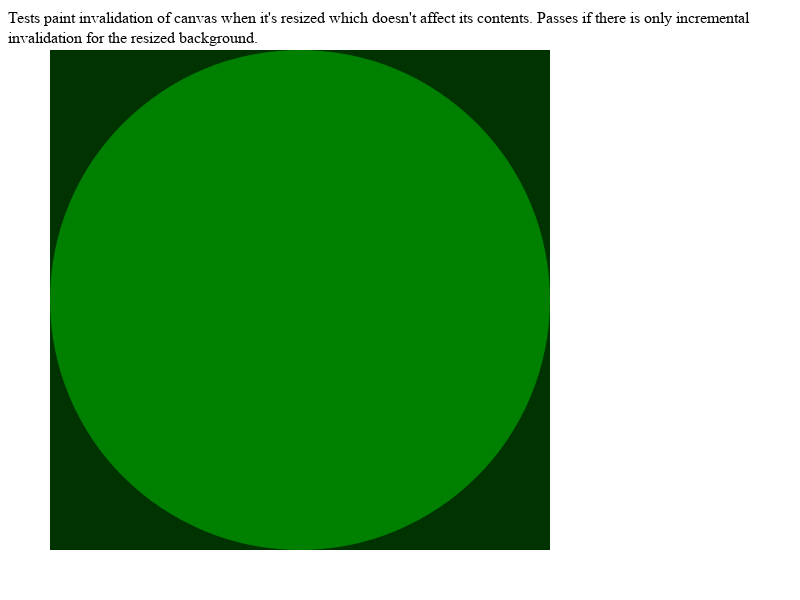 Tests paint invalidation of canvas when it's resized which doesn't affect its contents. Passes if there is only incremental
invalidation for the resized background.